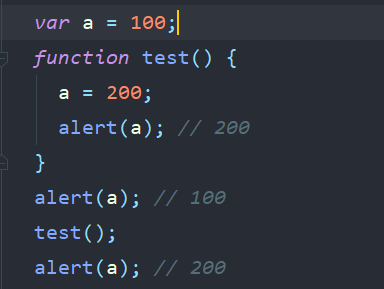 var a = 100;
function test() {
  a = 200;
  alert(a); // 200
}
alert(a); // 100
test();
alert(a); // 200